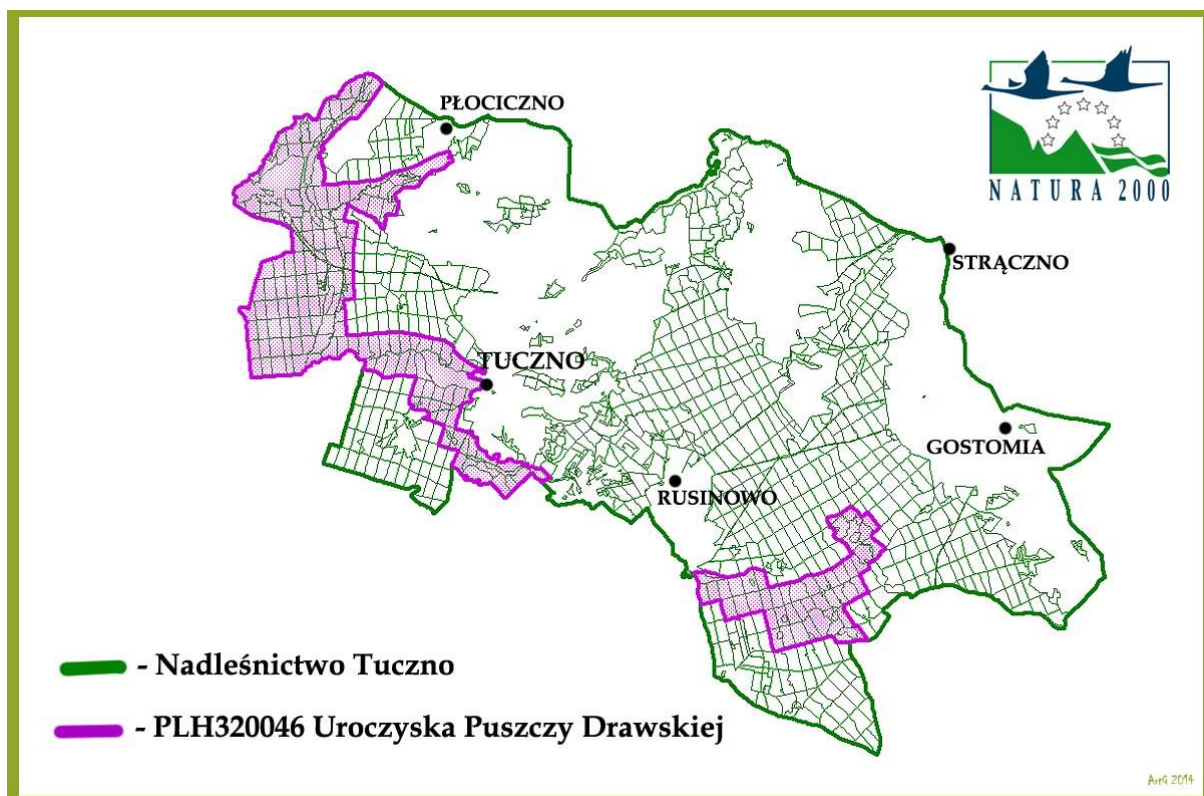 PŁOCICZNO
NATURA 2000
STRĄCZNO
TUCZNO
GOSTOMIA
RUSINOWO
- Nadleśnictwo Tuczno
- PLH320046 Uroczyska Puszczy Drawskiej
ArtG 2014